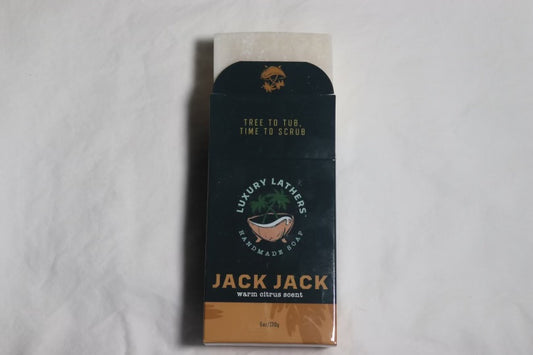 TREE TO TUB,
TIME TO SCRUB
LUXURY LATHERS
HANDMADE SOAP
JACK JACK
warm citrus scent